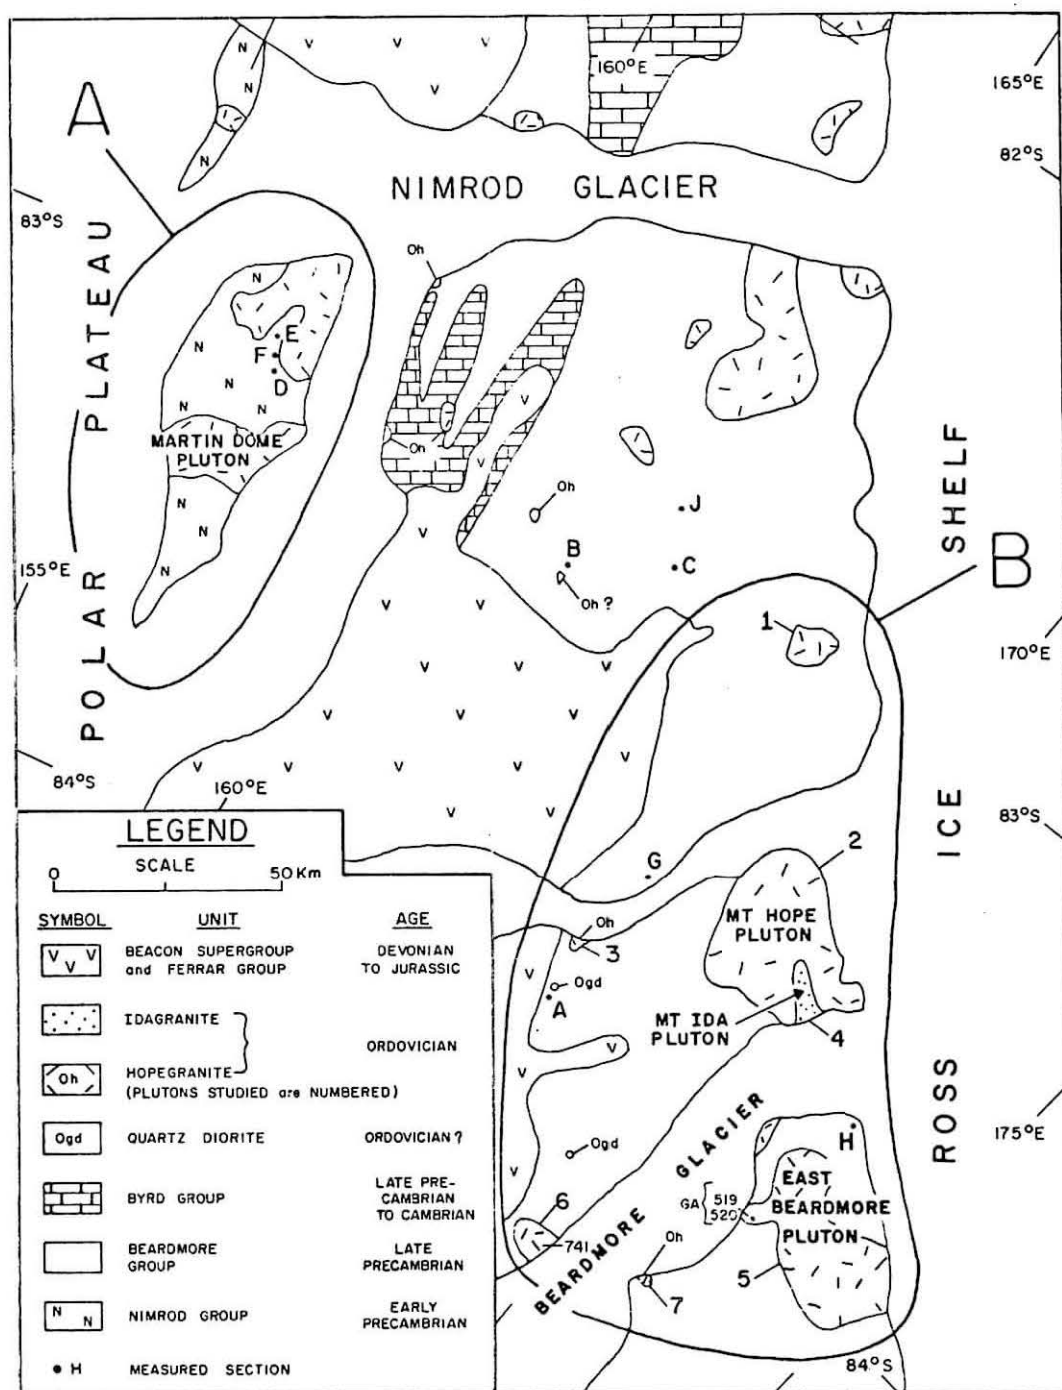 A
160°E
165°E
82°S
NIMROD GLACIER
83°S
POLAR PLATEAU
N
N
N
N
N
N
N
N
N
N
N
N
E
F
D
MARTIN DOME
PLUTON
Oh
Oh
Oh
B
Oh ?
J
C
SHELF
B
155°E
1
170°E
84°S
160°E
83°S
ICE
G
2
MT HOPE
PLUTON
Oh
3
Ogd
A
MT IDA
PLUTON
4
ROSS
175°E
Ogd
BEARDMORE GLACIER
H
EAST
BEARDMORE
PLUTON
GA
519
520
6
741
Oh
7
5
84°S
LEGEND
SCALE
0 50 Km
SYMBOL UNIT AGE
V V V BEACON SUPERGROUP and FERRAR GROUP DEVONIAN TO JURASSIC
IDAGRANITE
ORDOVICIAN
Oh HOPEGRANITE
(PLUTONS STUDIED are NUMBERED)
Ogd QUARTZ DIORITE ORDOVICIAN ?
BYRD GROUP LATE PRE-CAMBRIAN TO CAMBRIAN
BEARDMORE GROUP LATE PRECAMBRIAN
N N NIMROD GROUP EARLY PRECAMBRIAN
• H MEASURED SECTION